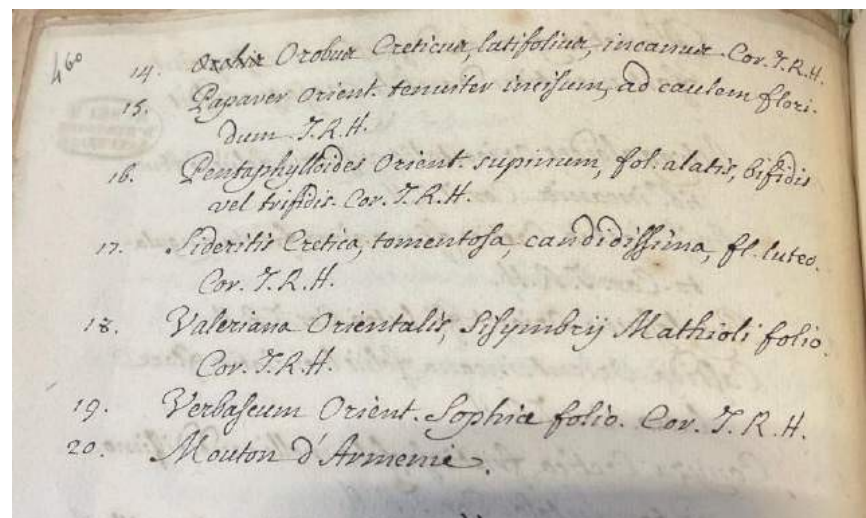 460
14. Orobus Creticus, latifolius, incanus. Cor. I.R.H.
15. Papaver Orient. tenuiter incisum, ad caulem flori-
dum. I.R.H.
16. Pentaphylloides Orient. supinum, fol. alatis, bifidis
vel trifidis. Cor. I.R.H.
17. Sideritis Cretica, tomentosa, candidissima, fl. luteo.
Cor. I.R.H.
18. Valeriana Orientalis, Sisymbrij Mathioli folio.
Cor. I.R.H.
19. Verbascum Orient. Sophiæ folio. Cor. I.R.H.
20. Mouton d'Armenie.